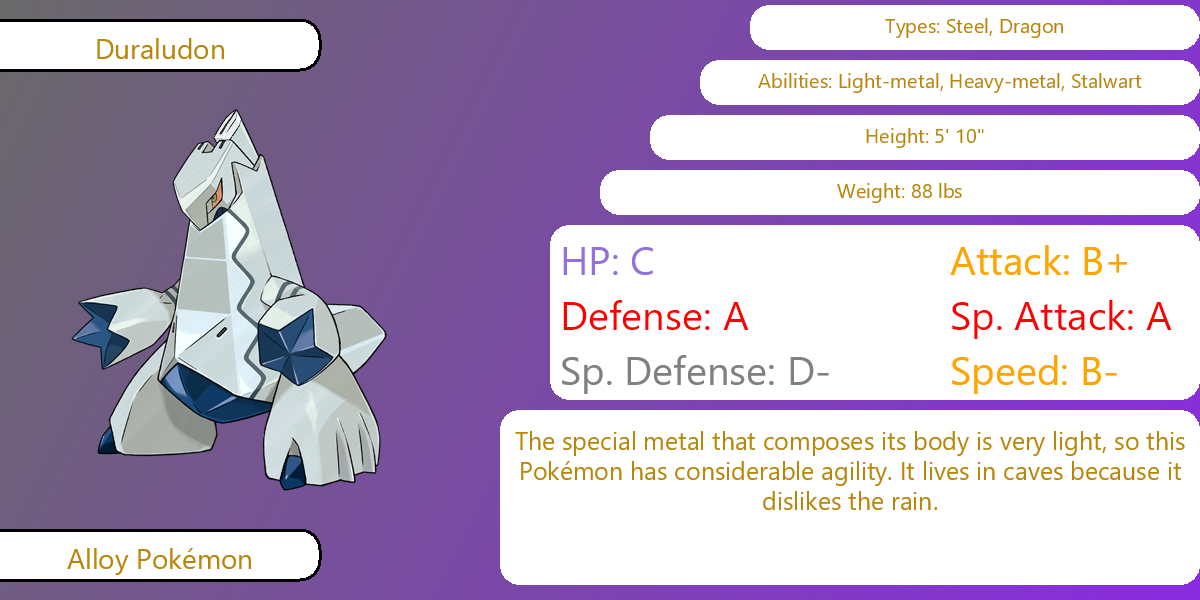 Duraludon
Types: Steel, Dragon
Abilities: Light-metal, Heavy-metal, Stalwart
Height: 5' 10"
Weight: 88 lbs
HP: C
Attack: B+
Defense: A
Sp. Attack: A
Sp. Defense: D-
Speed: B-
The special metal that composes its body is very light, so this
Pokémon has considerable agility. It lives in caves because it
dislikes the rain.
Alloy Pokémon